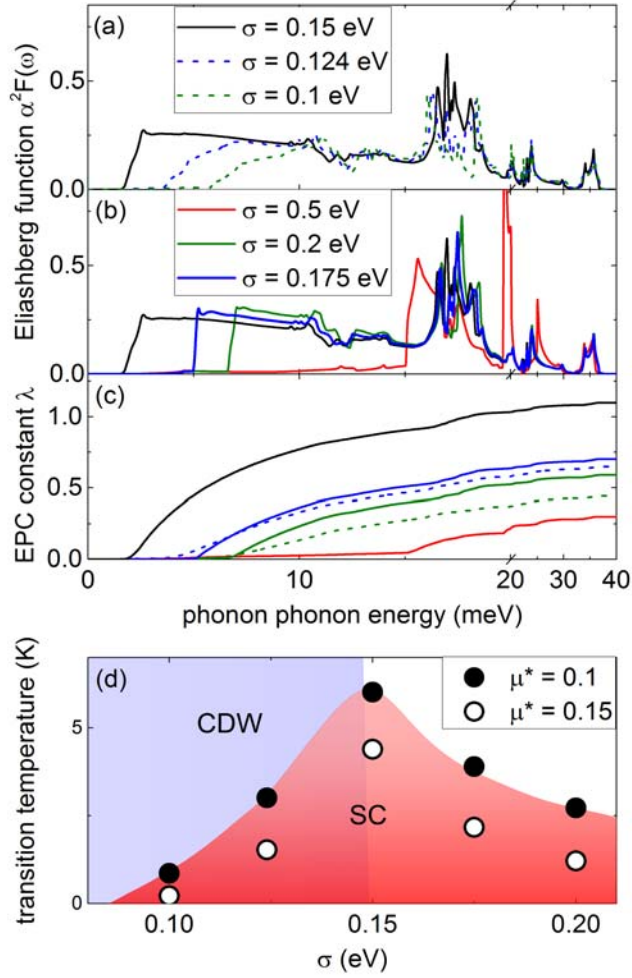 (a)
σ = 0.15 eV
σ = 0.124 eV
σ = 0.1 eV
0.5
0.0
Eliashberg function α²F(ω)
(b)
σ = 0.5 eV
σ = 0.2 eV
σ = 0.175 eV
0.5
0.0
(c)
EPC constant λ
1.0
0.5
0.0
0 10 20 30 40
phonon phonon energy (meV)
(d)
μ* = 0.1
μ* = 0.15
CDW
SC
transition temperature (K)
5
0
0.10 0.15 0.20
σ (eV)